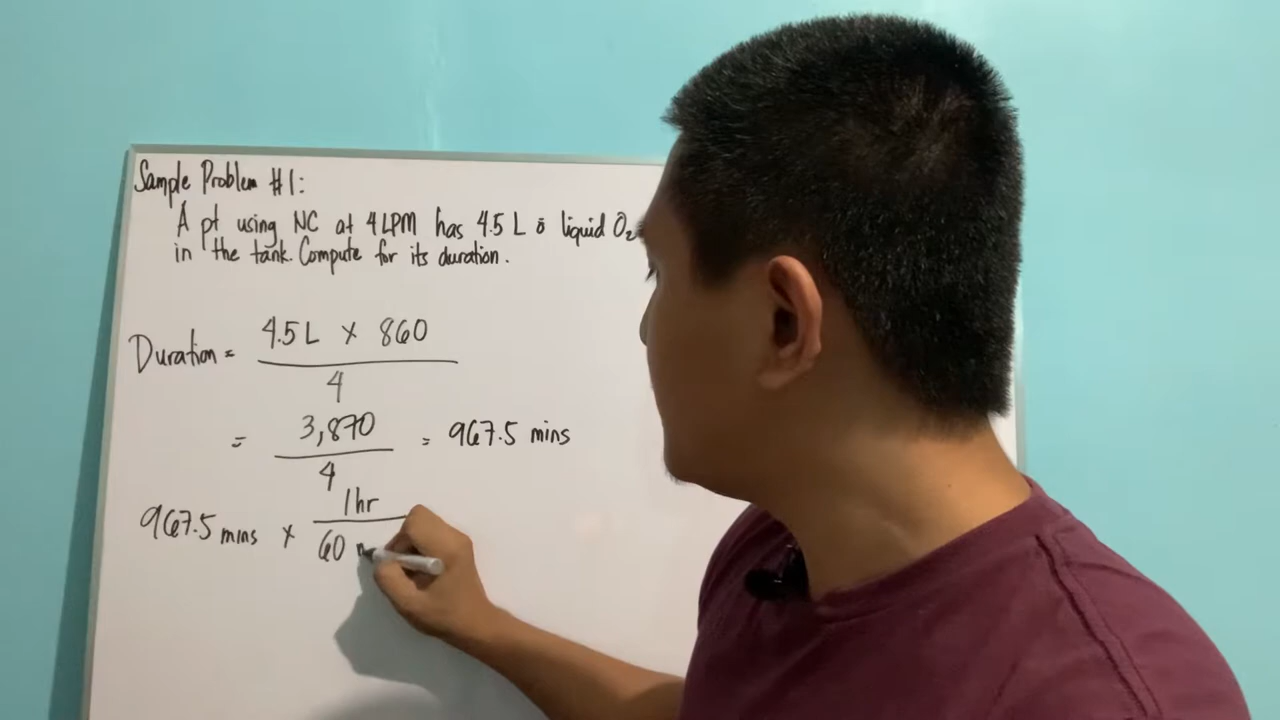 Sample Problem #1:
A pt using NC at 4 LPM has 4.5 L ō liquid O₂
in the tank. Compute for its duration.
Duration = 4.5 L x 860
4
= 3,870 = 967.5 mins
4
967.5 mins x 1 hr
60